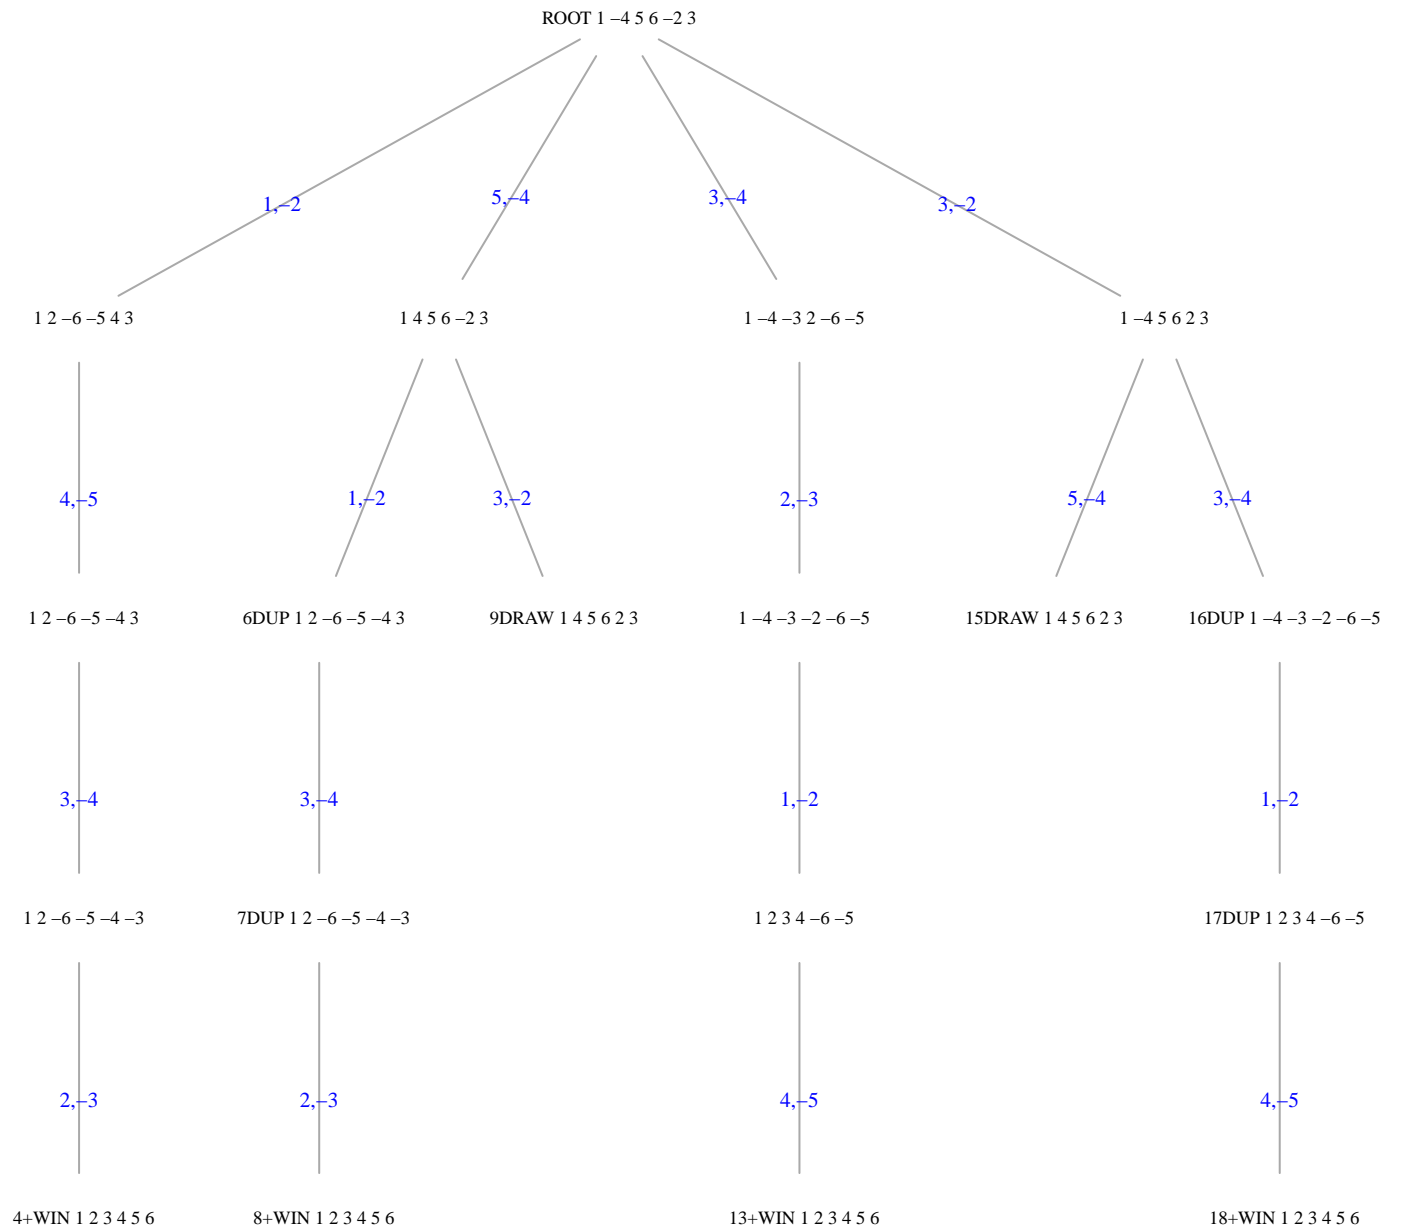 ROOT 1 –4 5 6 –2 3
1,–2
5,–4
3,–4
3,–2
1 2 –6 –5 4 3
1 4 5 6 –2 3
1 –4 –3 2 –6 –5
1 –4 5 6 2 3
4,–5
1,–2
3,–2
2,–3
5,–4
3,–4
1 2 –6 –5 –4 3
6DUP 1 2 –6 –5 –4 3
9DRAW 1 4 5 6 2 3
1 –4 –3 –2 –6 –5
15DRAW 1 4 5 6 2 3
16DUP 1 –4 –3 –2 –6 –5
3,–4
3,–4
1,–2
1,–2
1 2 –6 –5 –4 –3
7DUP 1 2 –6 –5 –4 –3
1 2 3 4 –6 –5
17DUP 1 2 3 4 –6 –5
2,–3
2,–3
4,–5
4,–5
4+WIN 1 2 3 4 5 6
8+WIN 1 2 3 4 5 6
13+WIN 1 2 3 4 5 6
18+WIN 1 2 3 4 5 6